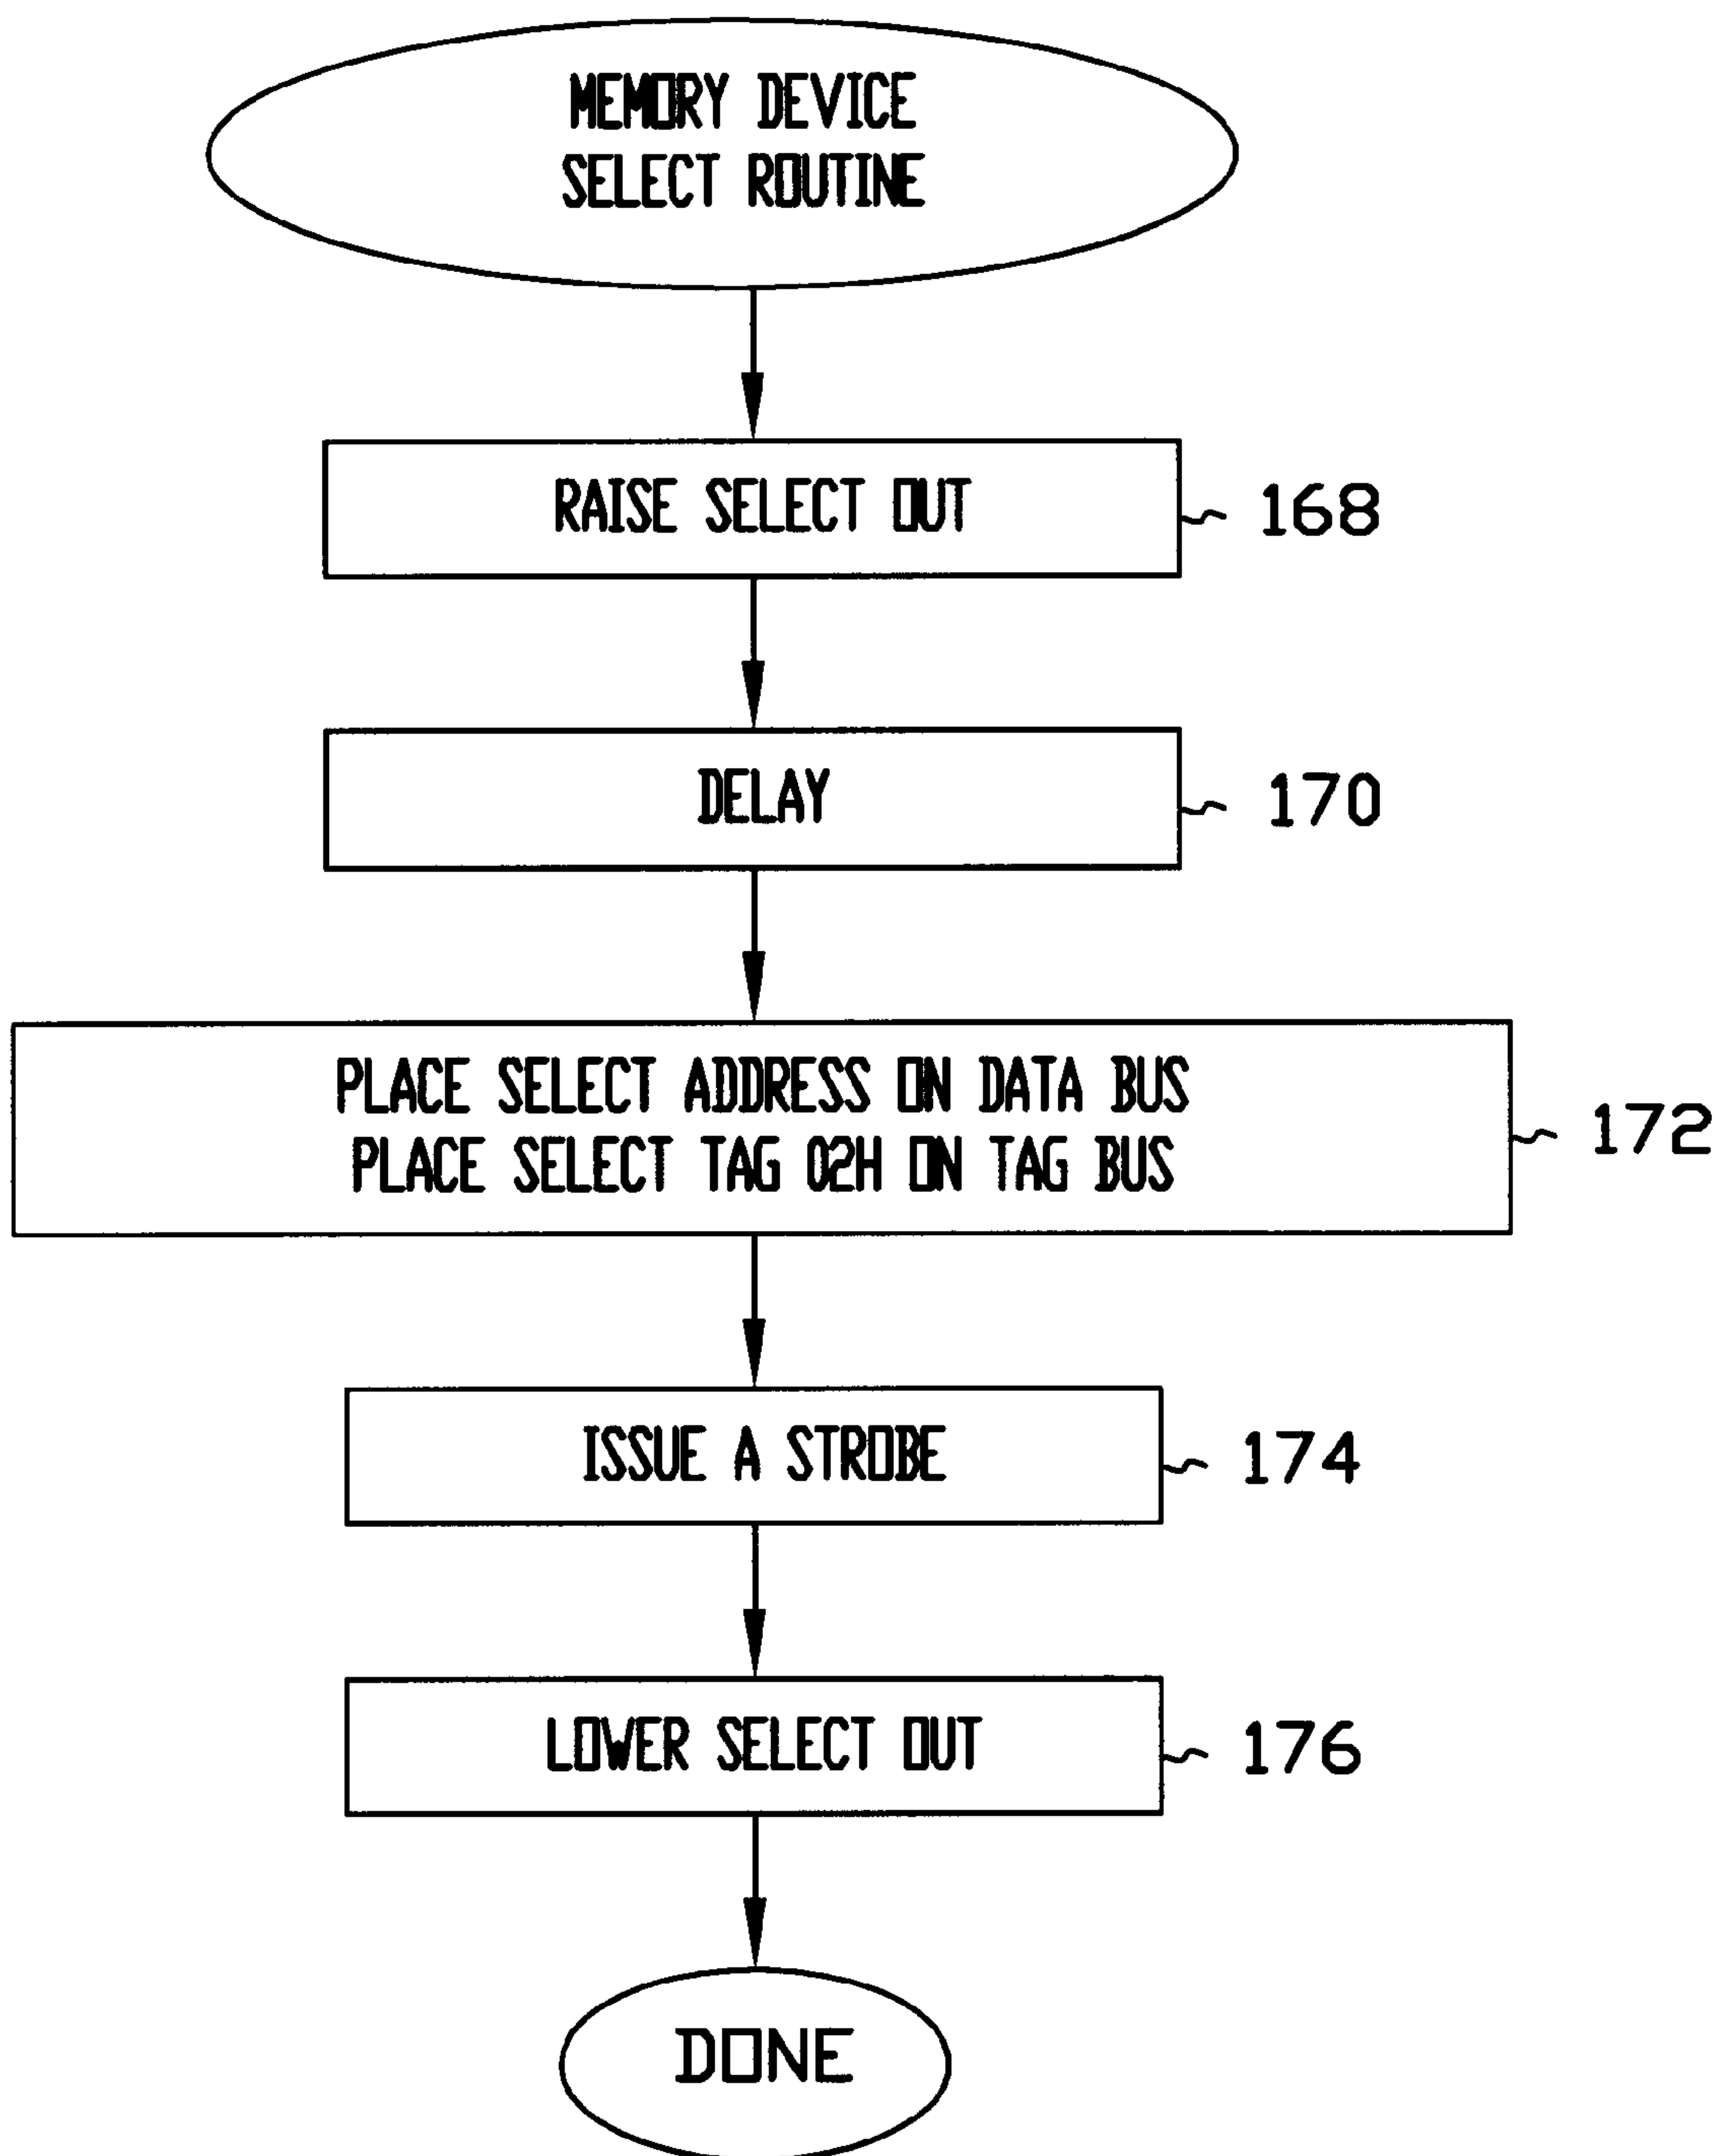 MEMORY DEVICE
SELECT ROUTINE
RAISE SELECT OUT
168
DELAY
170
PLACE SELECT ADDRESS ON DATA BUS
PLACE SELECT TAG 02H ON TAG BUS
172
ISSUE A STROBE
174
LOWER SELECT OUT
176
DONE